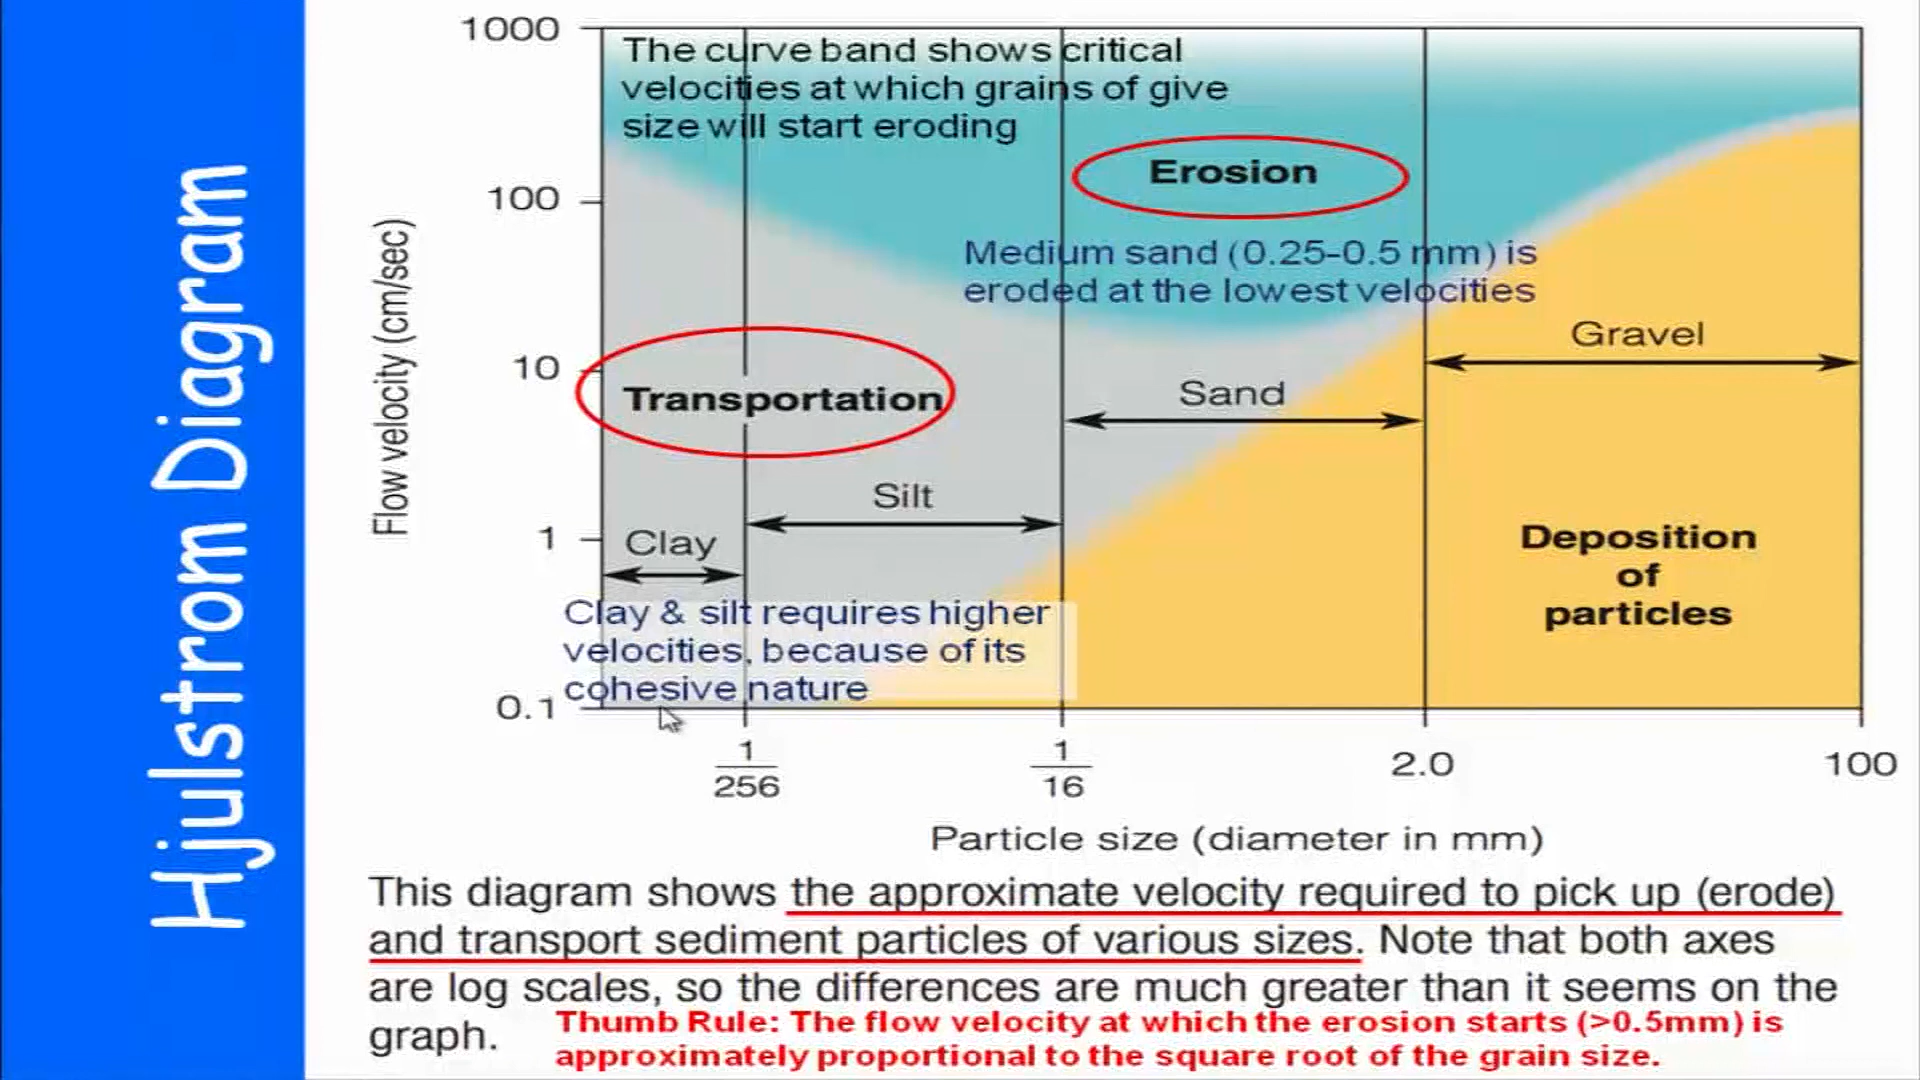 Hjulstrom Diagram
1000
The curve band shows critical
velocities at which grains of give
size will start eroding
Erosion
100
Medium sand (0.25-0.5 mm) is
eroded at the lowest velocities
Flow velocity (cm/sec)
Gravel
10
Transportation
Sand
Silt
1
Clay
Deposition
of
particles
Clay & silt requires higher
velocities, because of its
cohesive nature
0.1
1
256
1
16
2.0
100
Particle size (diameter in mm)
This diagram shows the approximate velocity required to pick up (erode)
and transport sediment particles of various sizes. Note that both axes
are log scales, so the differences are much greater than it seems on the
graph.
Thumb Rule: The flow velocity at which the erosion starts (>0.5mm) is
approximately proportional to the square root of the grain size.